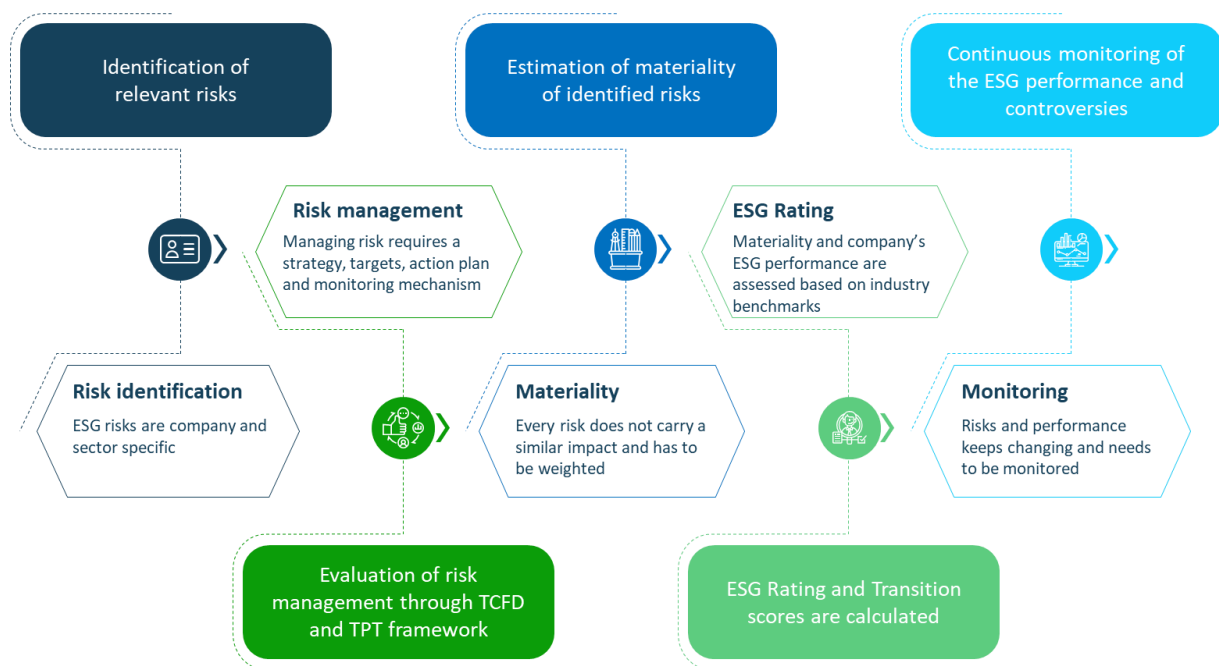 Identification of
relevant risks
Estimation of materiality
of identified risks
Continuous monitoring of
the ESG performance and
controversies
Risk management
Managing risk requires a
strategy, targets, action plan
and monitoring mechanism
ESG Rating
Materiality and company's
ESG performance are
assessed based on industry
benchmarks
Risk identification
ESG risks are company and
sector specific
Materiality
Every risk does not carry a
similar impact and has to
be weighted
Monitoring
Risks and performance
keeps changing and needs
to be monitored
Evaluation of risk
management through TCFD
and TPT framework
ESG Rating and Transition
scores are calculated